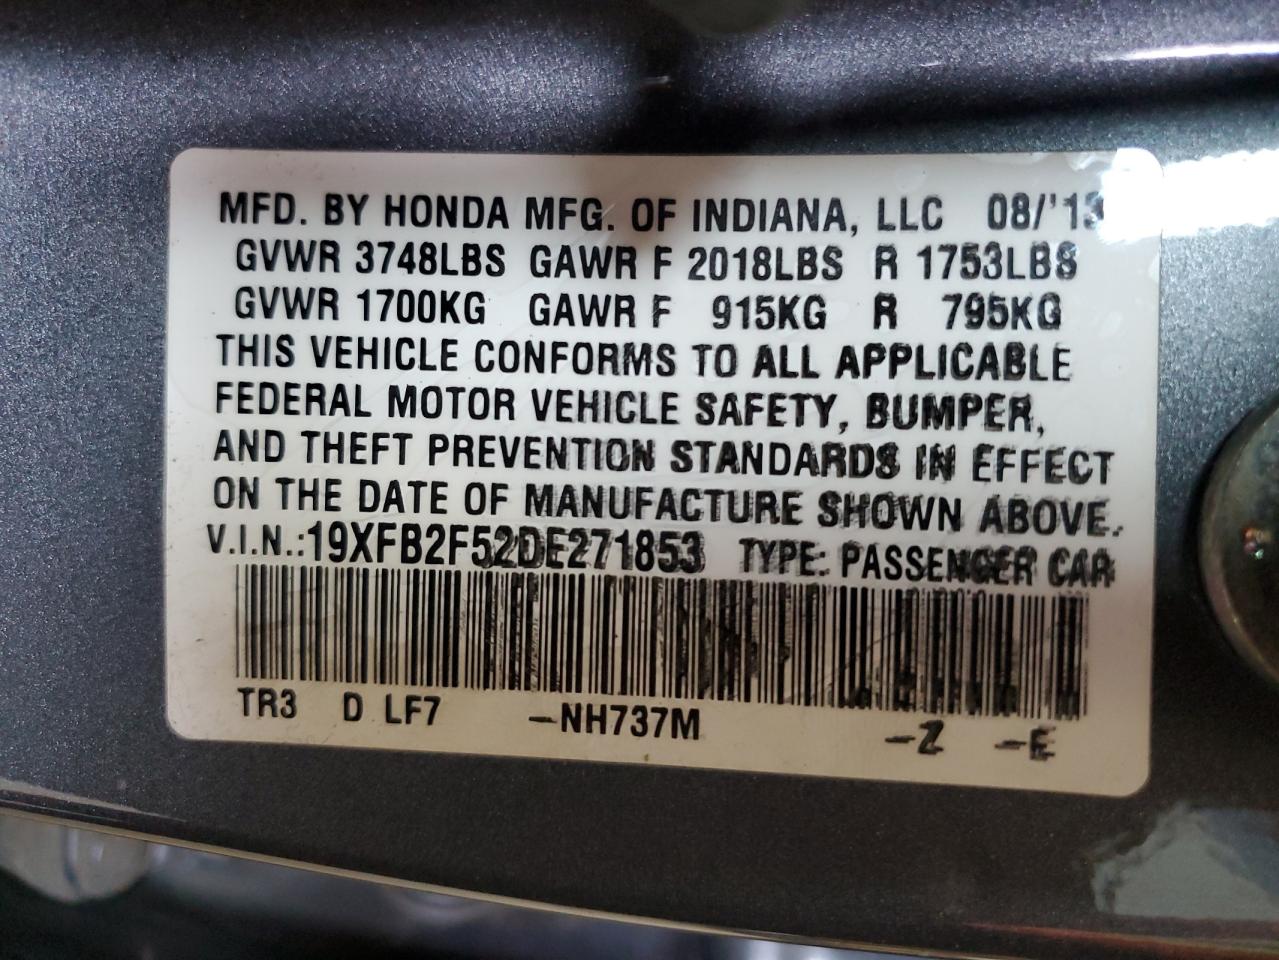 MFD. BY HONDA MFG. OF INDIANA, LLC 08/'13
GVWR 3748LBS GAWR F 2018LBS R 1753LBS
GVWR 1700KG GAWR F 915KG R 795KG
THIS VEHICLE CONFORMS TO ALL APPLICABLE
FEDERAL MOTOR VEHICLE SAFETY, BUMPER,
AND THEFT PREVENTION STANDARDS IN EFFECT
ON THE DATE OF MANUFACTURE SHOWN ABOVE.
V.I.N.:19XFB2F52DE271853 TYPE: PASSENGER CAR
TR3 D LF7 –NH737M –Z –E